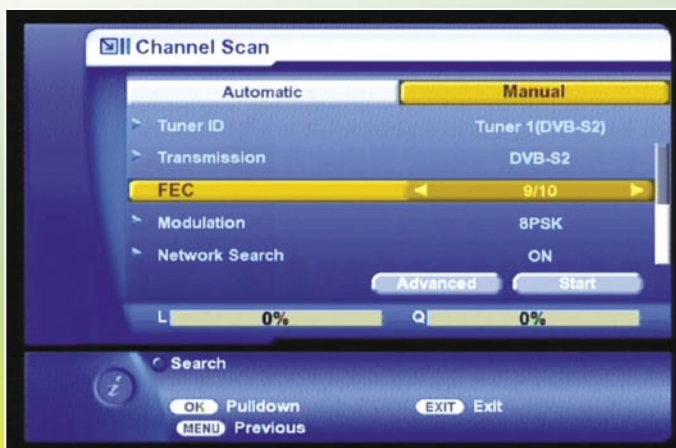 Channel Scan
Automatic Manual
Tuner ID Tuner 1(DVB-S2)
Transmission DVB-S2
FEC 9/10
Modulation 8PSK
Network Search ON
Advanced Start
L 0% Q 0%
Search
i
OK Pulldown EXIT Exit
MENU Previous